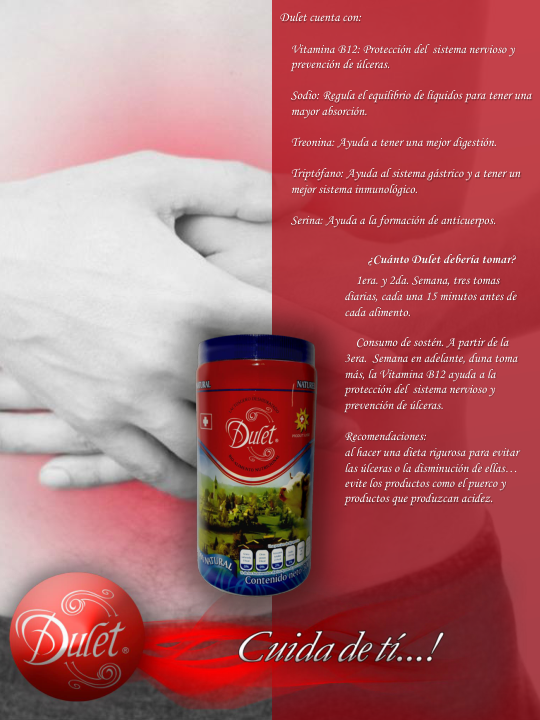 Dulet cuenta con:
Vitamina B12: Protección del sistema nervioso y
prevención de úlceras.
Sodio: Regula el equilibrio de líquidos para tener una
mayor absorción.
Treonina: Ayuda a tener una mejor digestión.
Triptófano: Ayuda al sistema gástrico y a tener un
mejor sistema inmunológico.
Serina: Ayuda a la formación de anticuerpos.
¿Cuánto Dulet debería tomar?
1era. y 2da. Semana, tres tomas
diarias, cada una 15 minutos antes de
cada alimento.
Consumo de sostén. A partir de la
3era. Semana en adelante, duna toma
más, la Vitamina B12 ayuda a la
protección del sistema nervioso y
prevención de úlceras.
Recomendaciones:
al hacer una dieta rigurosa para evitar
las úlceras o la disminución de ellas…
evite los productos como el puerco y
productos que produzcan acidez.
Dulet®
NATURAL
Contenido
Dulet®
Cuida de tí...!